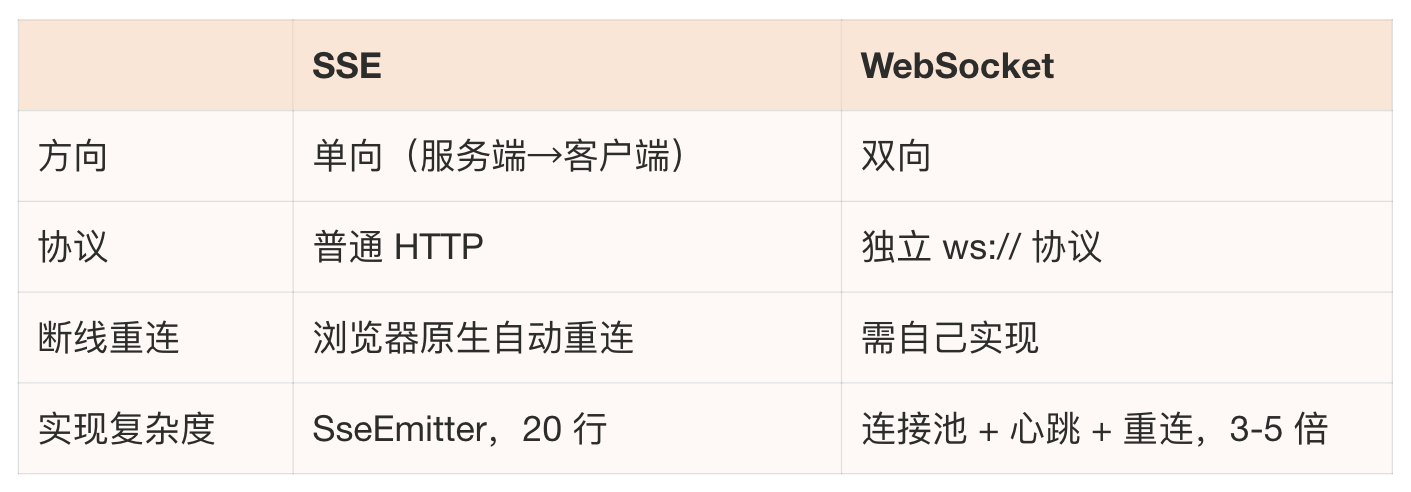 SSE WebSocket
方向 单向（服务端→客户端） 双向
协议 普通 HTTP 独立 ws:// 协议
断线重连 浏览器原生自动重连 需自己实现
实现复杂度 SseEmitter，20 行 连接池 + 心跳 + 重连，3-5 倍